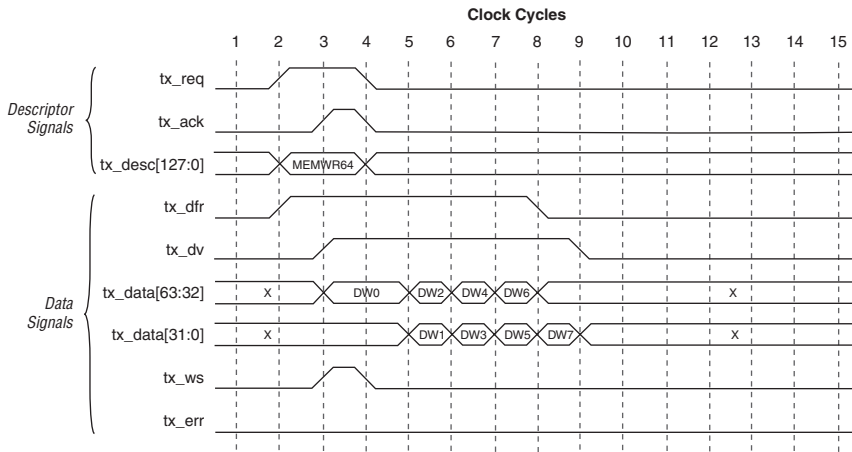 Clock Cycles
1 2 3 4 5 6 7 8 9 10 11 12 13 14 15
Descriptor
Signals
tx_req
tx_ack
tx_desc[127:0] MEMWR64
Data
Signals
tx_dfr
tx_dv
tx_data[63:32] X DW0 DW2 DW4 DW6 X
tx_data[31:0] X DW1 DW3 DW5 DW7 X
tx_ws
tx_err